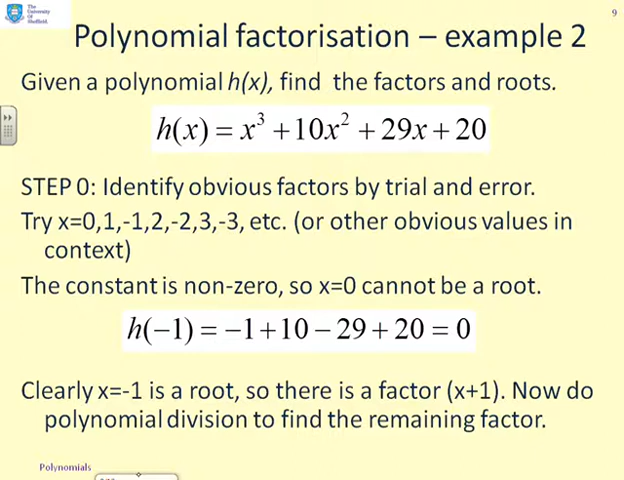 The
University
Of
Sheffield.
9
Polynomial factorisation – example 2
Given a polynomial h(x), find the factors and roots.
h(x) = x³ +10x² + 29x + 20
STEP 0: Identify obvious factors by trial and error.
Try x=0,1,-1,2,-2,3,-3, etc. (or other obvious values in
context)
The constant is non-zero, so x=0 cannot be a root.
h(−1) = −1+10 − 29 + 20 = 0
Clearly x=-1 is a root, so there is a factor (x+1). Now do
polynomial division to find the remaining factor.
Polynomials